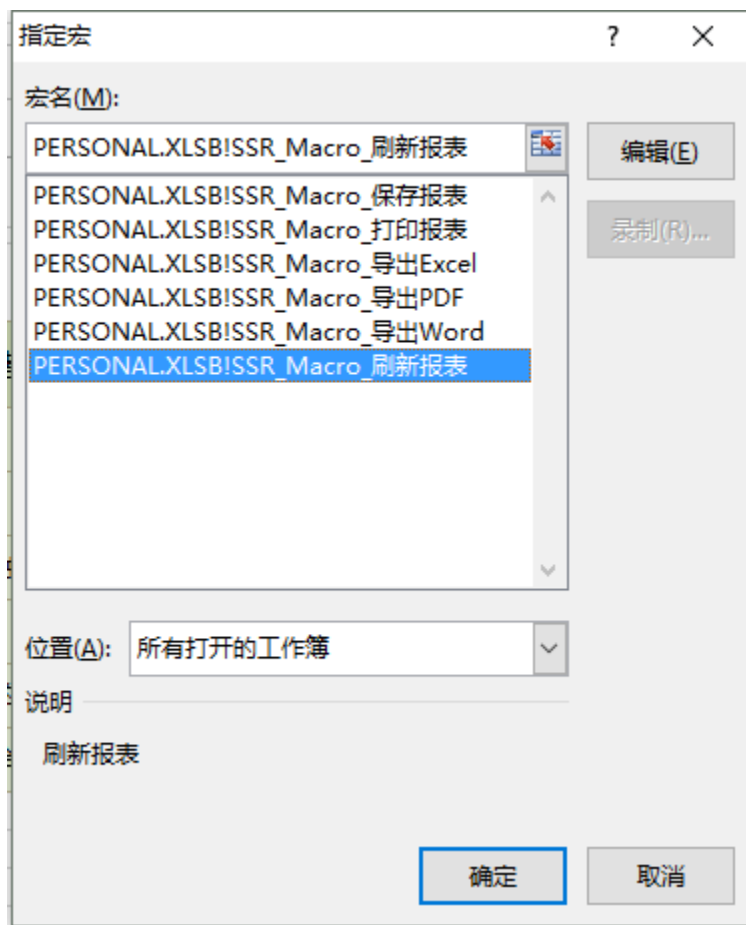 指定宏
?
宏名(M):
PERSONAL.XLSB!SSR_Macro_刷新报表
编辑(E)
PERSONAL.XLSB!SSR_Macro_保存报表
录制(R)...
PERSONAL.XLSB!SSR_Macro_打印报表
PERSONAL.XLSB!SSR_Macro_导出Excel
PERSONAL.XLSB!SSR_Macro_导出PDF
PERSONAL.XLSB!SSR_Macro_导出Word
PERSONAL.XLSB!SSR_Macro_刷新报表
位置(A): 所有打开的工作簿
说明
刷新报表
确定 取消